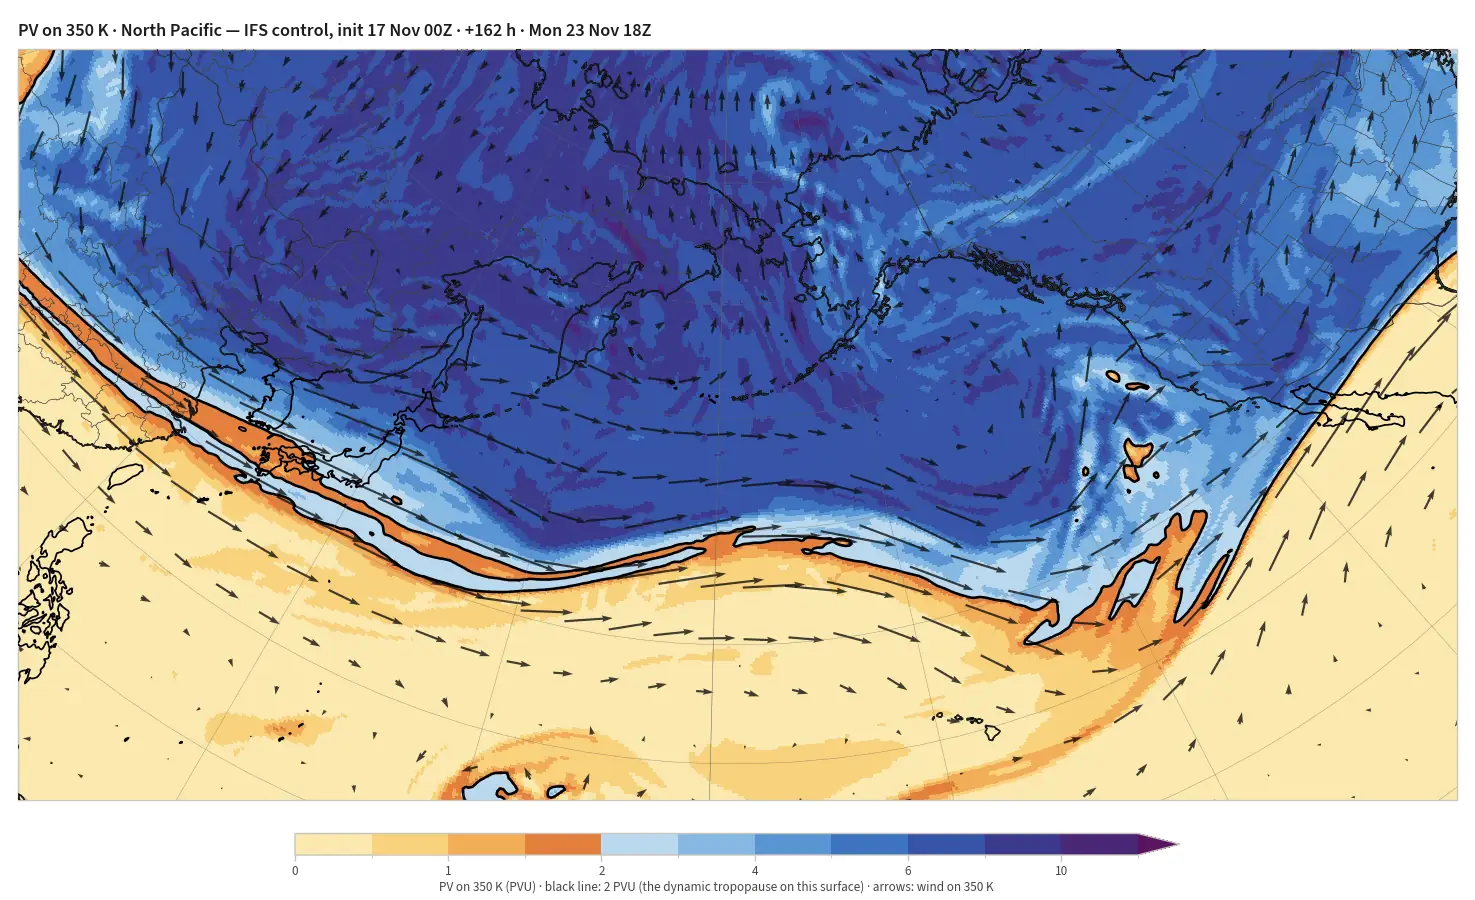 PV on 350 K · North Pacific — IFS control, init 17 Nov 00Z · +162 h · Mon 23 Nov 18Z
0 1 2 4 6 10
PV on 350 K (PVU) · black line: 2 PVU (the dynamic tropopause on this surface) · arrows: wind on 350 K